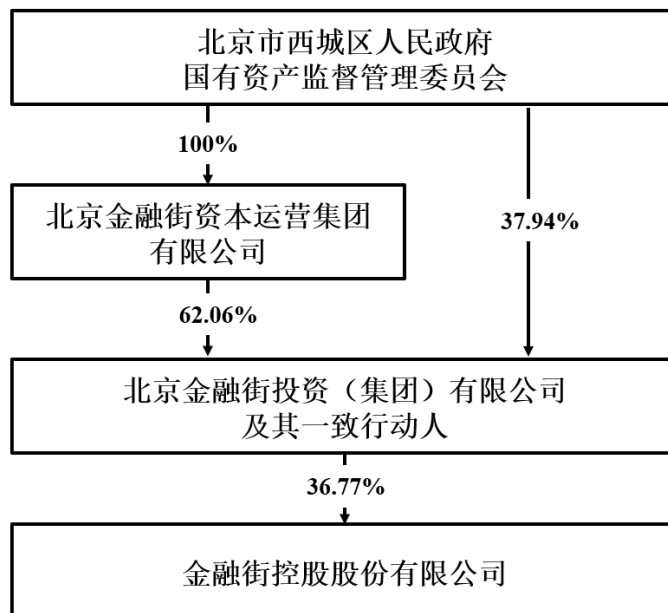 北京市西城区人民政府
国有资产监督管理委员会
100%
北京金融街资本运营集团
有限公司
37.94%
62.06%
北京金融街投资（集团）有限公司
及其一致行动人
36.77%
金融街控股股份有限公司